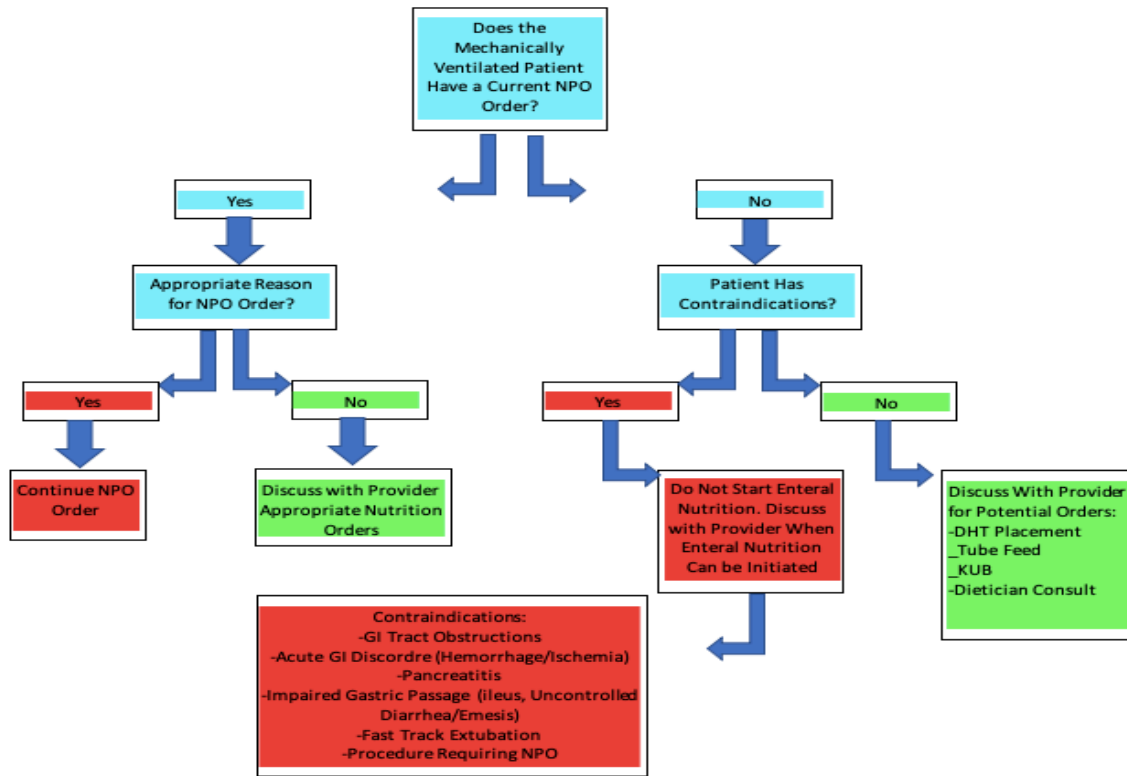 Does the
Mechanically
Ventilated Patient
Have a Current NPO
Order?
Yes
No
Appropriate Reason
for NPO Order?
Patient Has
Contraindications?
Yes
No
Yes
No
Continue NPO
Order
Discuss with Provider
Appropriate Nutrition
Orders
Do Not Start Enteral
Nutrition. Discuss
with Provider When
Enteral Nutrition
Can be Initiated
Discuss With Provider
for Potential Orders:
-DHT Placement
_Tube Feed
_KUB
-Dietician Consult
Contraindications:
-GI Tract Obstructions
-Acute GI Discordre (Hemorrhage/Ischemia)
-Pancreatitis
-Impaired Gastric Passage (ileus, Uncontrolled
Diarrhea/Emesis)
-Fast Track Extubation
-Procedure Requiring NPO